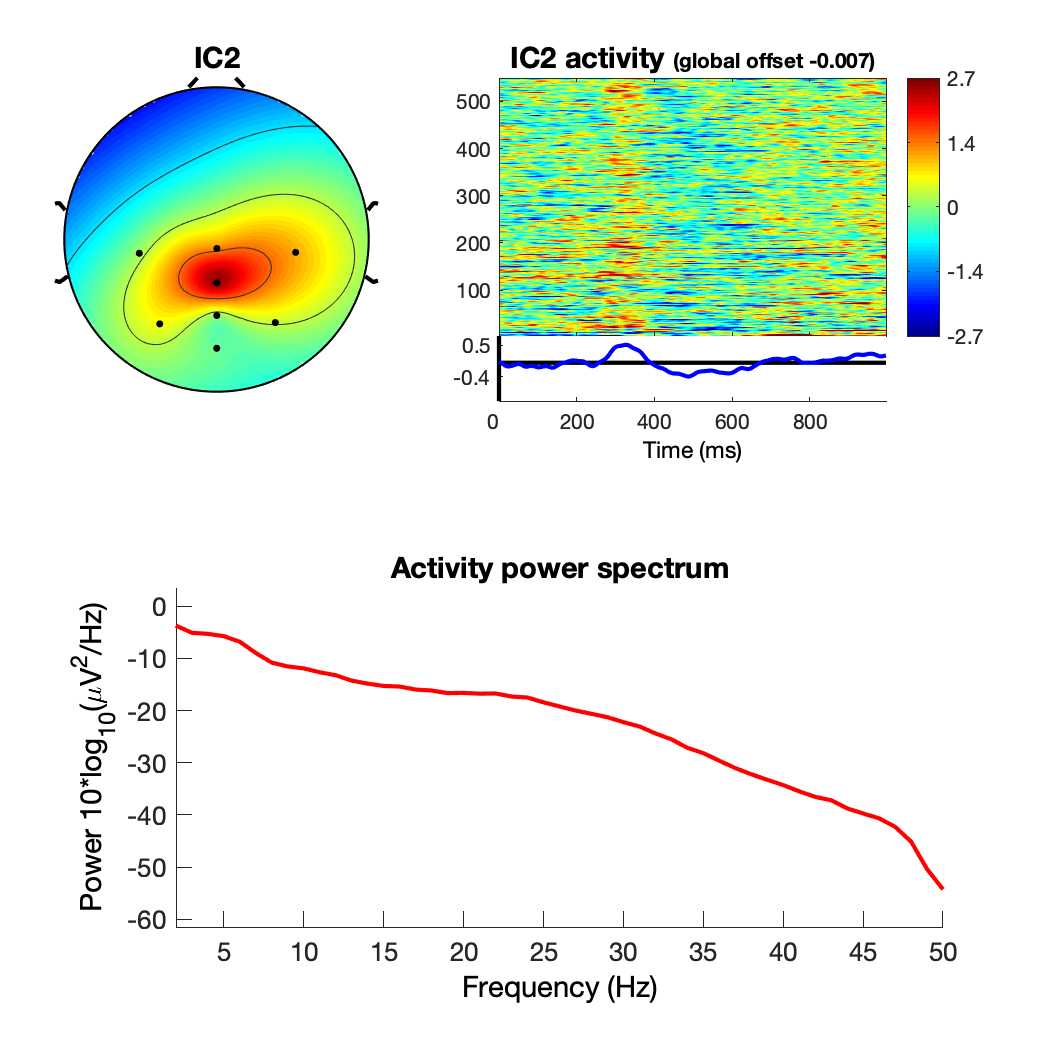 IC2
IC2 activity (global offset -0.007)
500
400
300
200
100
2.7
1.4
0
-1.4
-2.7
0.5
-0.4
0 200 400 600 800
Time (ms)
Activity power spectrum
Power 10*log10(μV2/Hz)
0
-10
-20
-30
-40
-50
-60
5 10 15 20 25 30 35 40 45 50
Frequency (Hz)